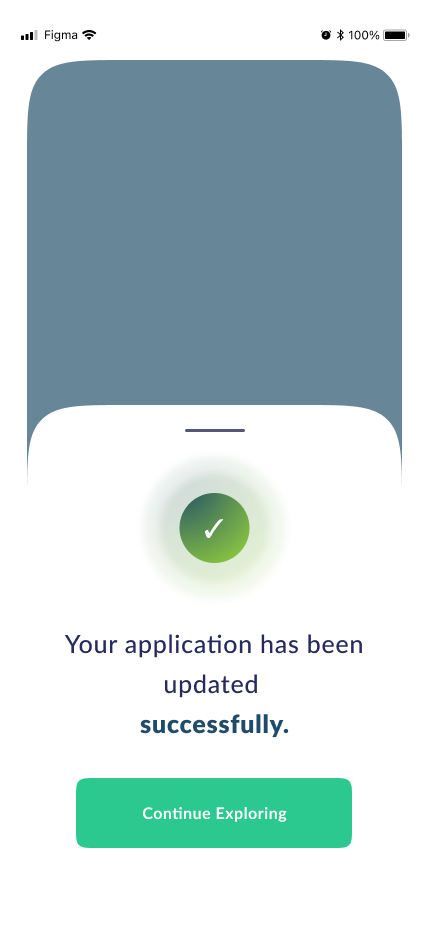 Figma
100%
Your application has been
updated
successfully.
Continue Exploring